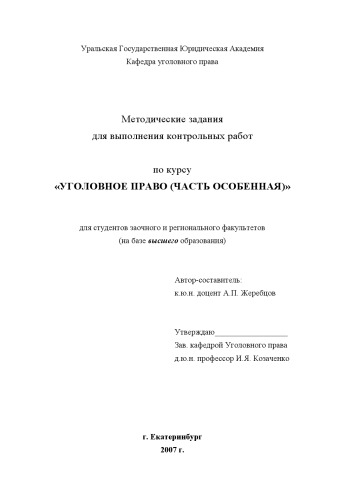 Уральская Государственная Юридическая Академия
Кафедра уголовного права
Методические задания
для выполнения контрольных работ
по курсу
«УГОЛОВНОЕ ПРАВО (ЧАСТЬ ОСОБЕННАЯ)»
для студентов заочного и регионального факультетов
(на базе высшего образования)
Автор-составитель:
к.ю.н. доцент А.П. Жеребцов
Утверждаю__________________
Зав. кафедрой Уголовного права
д.ю.н. профессор И.Я. Козаченко
г. Екатеринбург
2007 г.